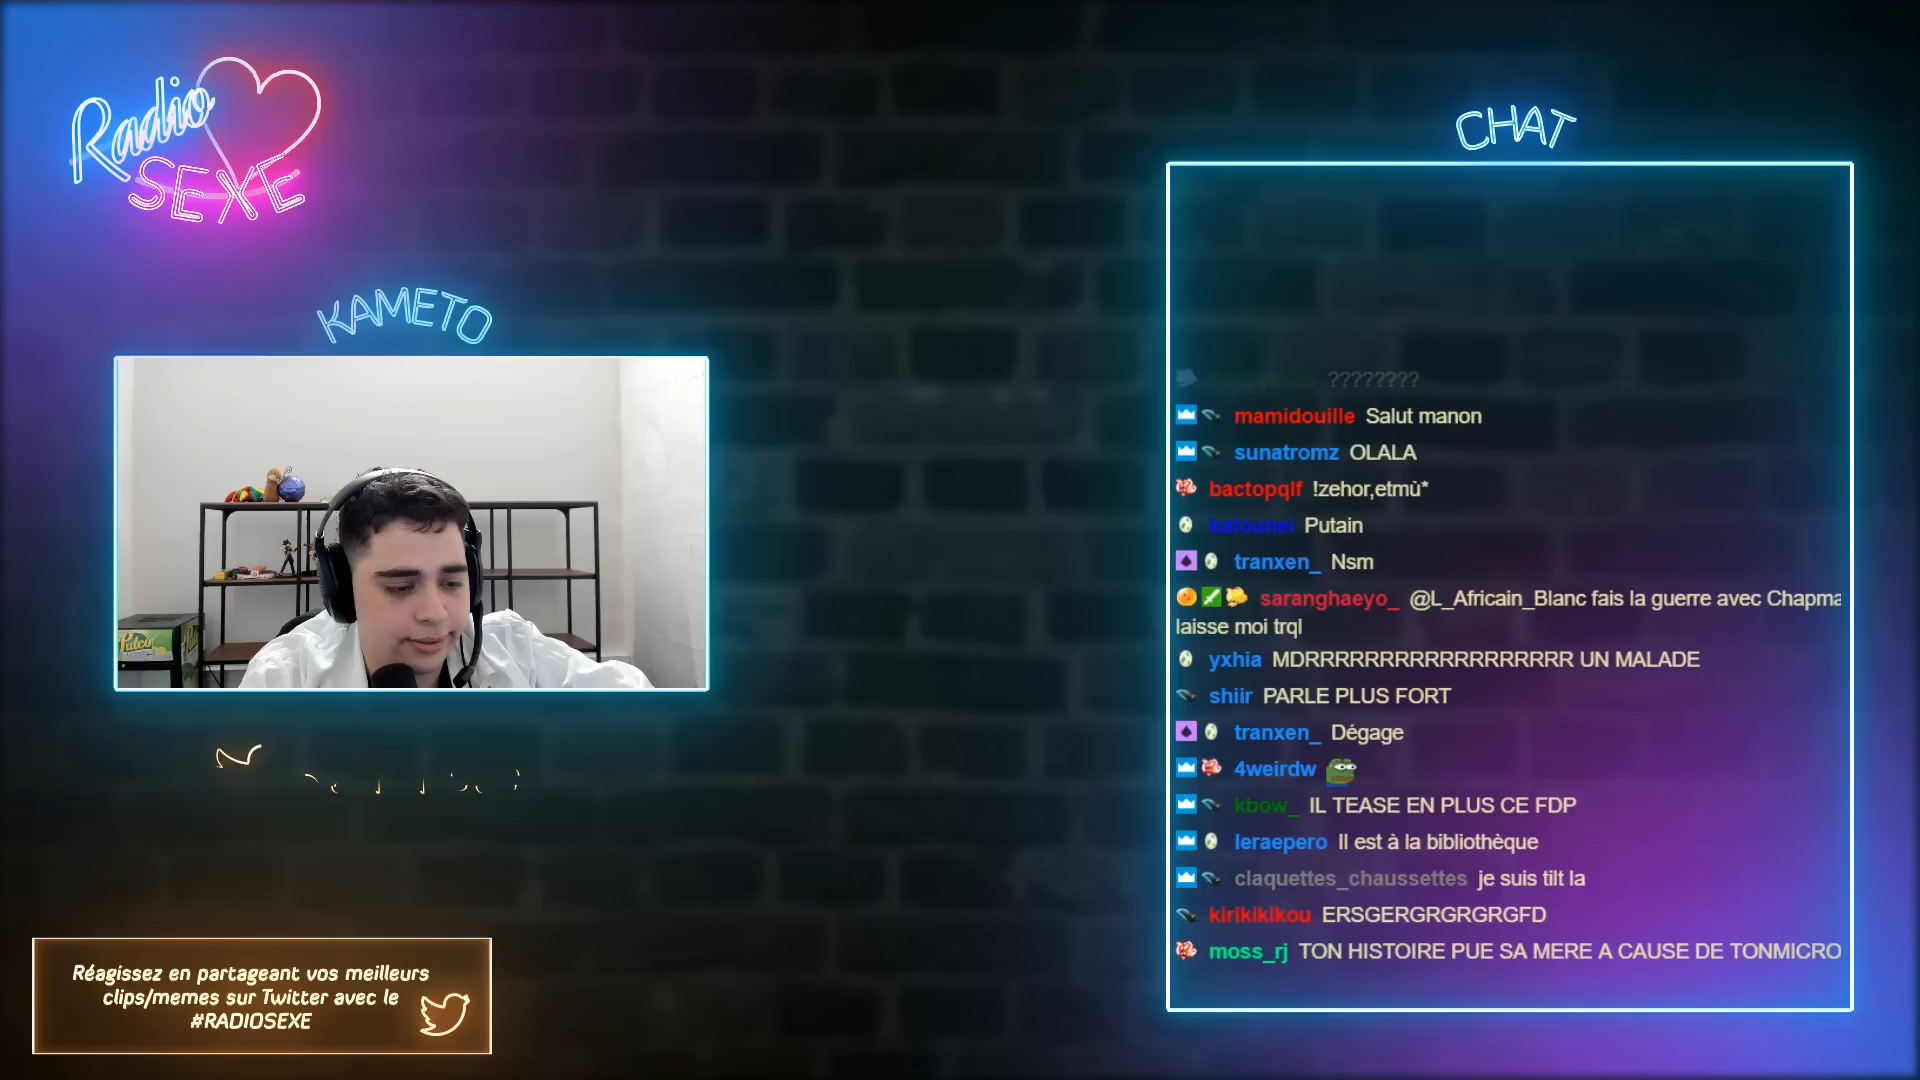 Radio
SEXE
KAMETO
Pulco
Réagissez en partageant vos meilleurs
clips/memes sur Twitter avec le
#RADIOSEXE
CHAT
????????
mamidouille Salut manon
sunatromz OLALA
bactopqlf !zehor,etmù*
balounei Putain
tranxen_ Nsm
saranghaeyo_ @L_Africain_Blanc fais la guerre avec Chapma
laisse moi trql
yxhia MDRRRRRRRRRRRRRRRRRR UN MALADE
shiir PARLE PLUS FORT
tranxen_ Dégage
4weirdw
kbow_ IL TEASE EN PLUS CE FDP
leraepero Il est à la bibliothèque
claquettes_chaussettes je suis tilt la
kirikikikou ERSGERGRGRGRGFD
moss_rj TON HISTOIRE PUE SA MERE A CAUSE DE TONMICRO